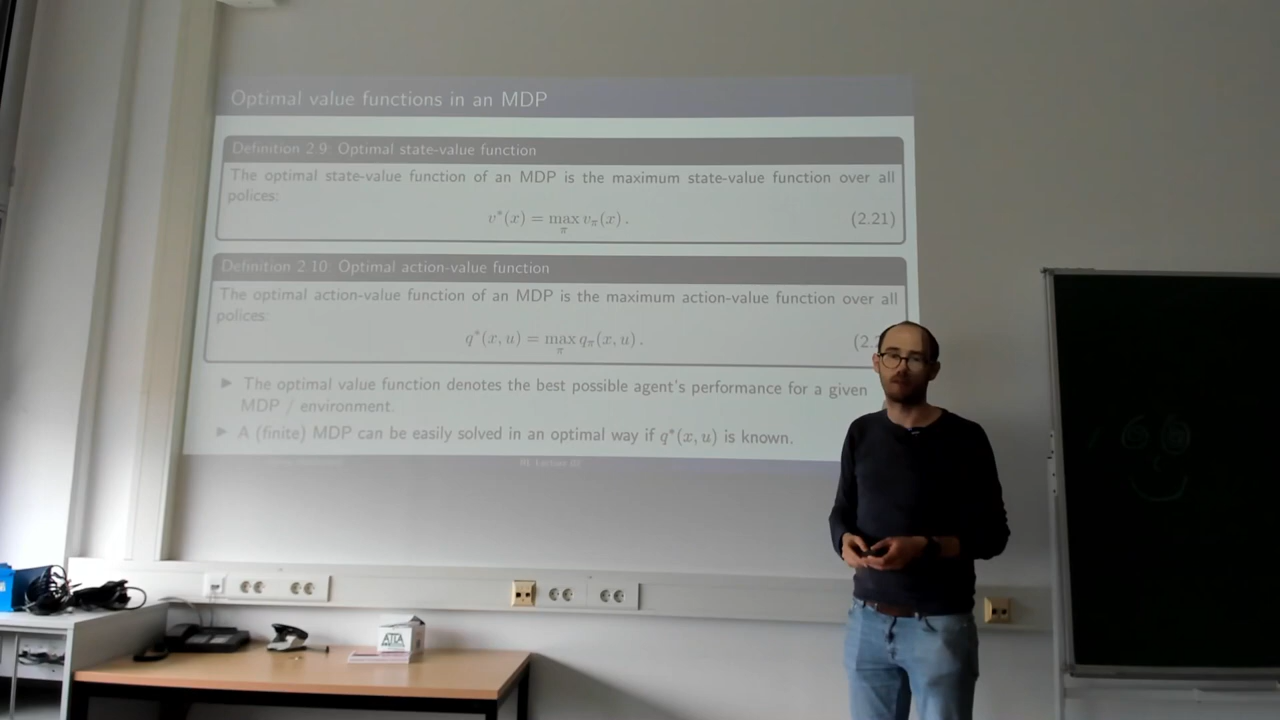 Optimal value functions in an MDP
Definition 2.9: Optimal state-value function
The optimal state-value function of an MDP is the maximum state-value function over all
polices:
v*(x) = max_π v_π(x). (2.21)
Definition 2.10: Optimal action-value function
The optimal action-value function of an MDP is the maximum action-value function over all
polices:
q*(x, u) = max_π q_π(x, u). (2.
▶ The optimal value function denotes the best possible agent's performance for a given
MDP / environment.
▶ A (finite) MDP can be easily solved in an optimal way if q*(x, u) is known.
RL Lecture 02
ATLA